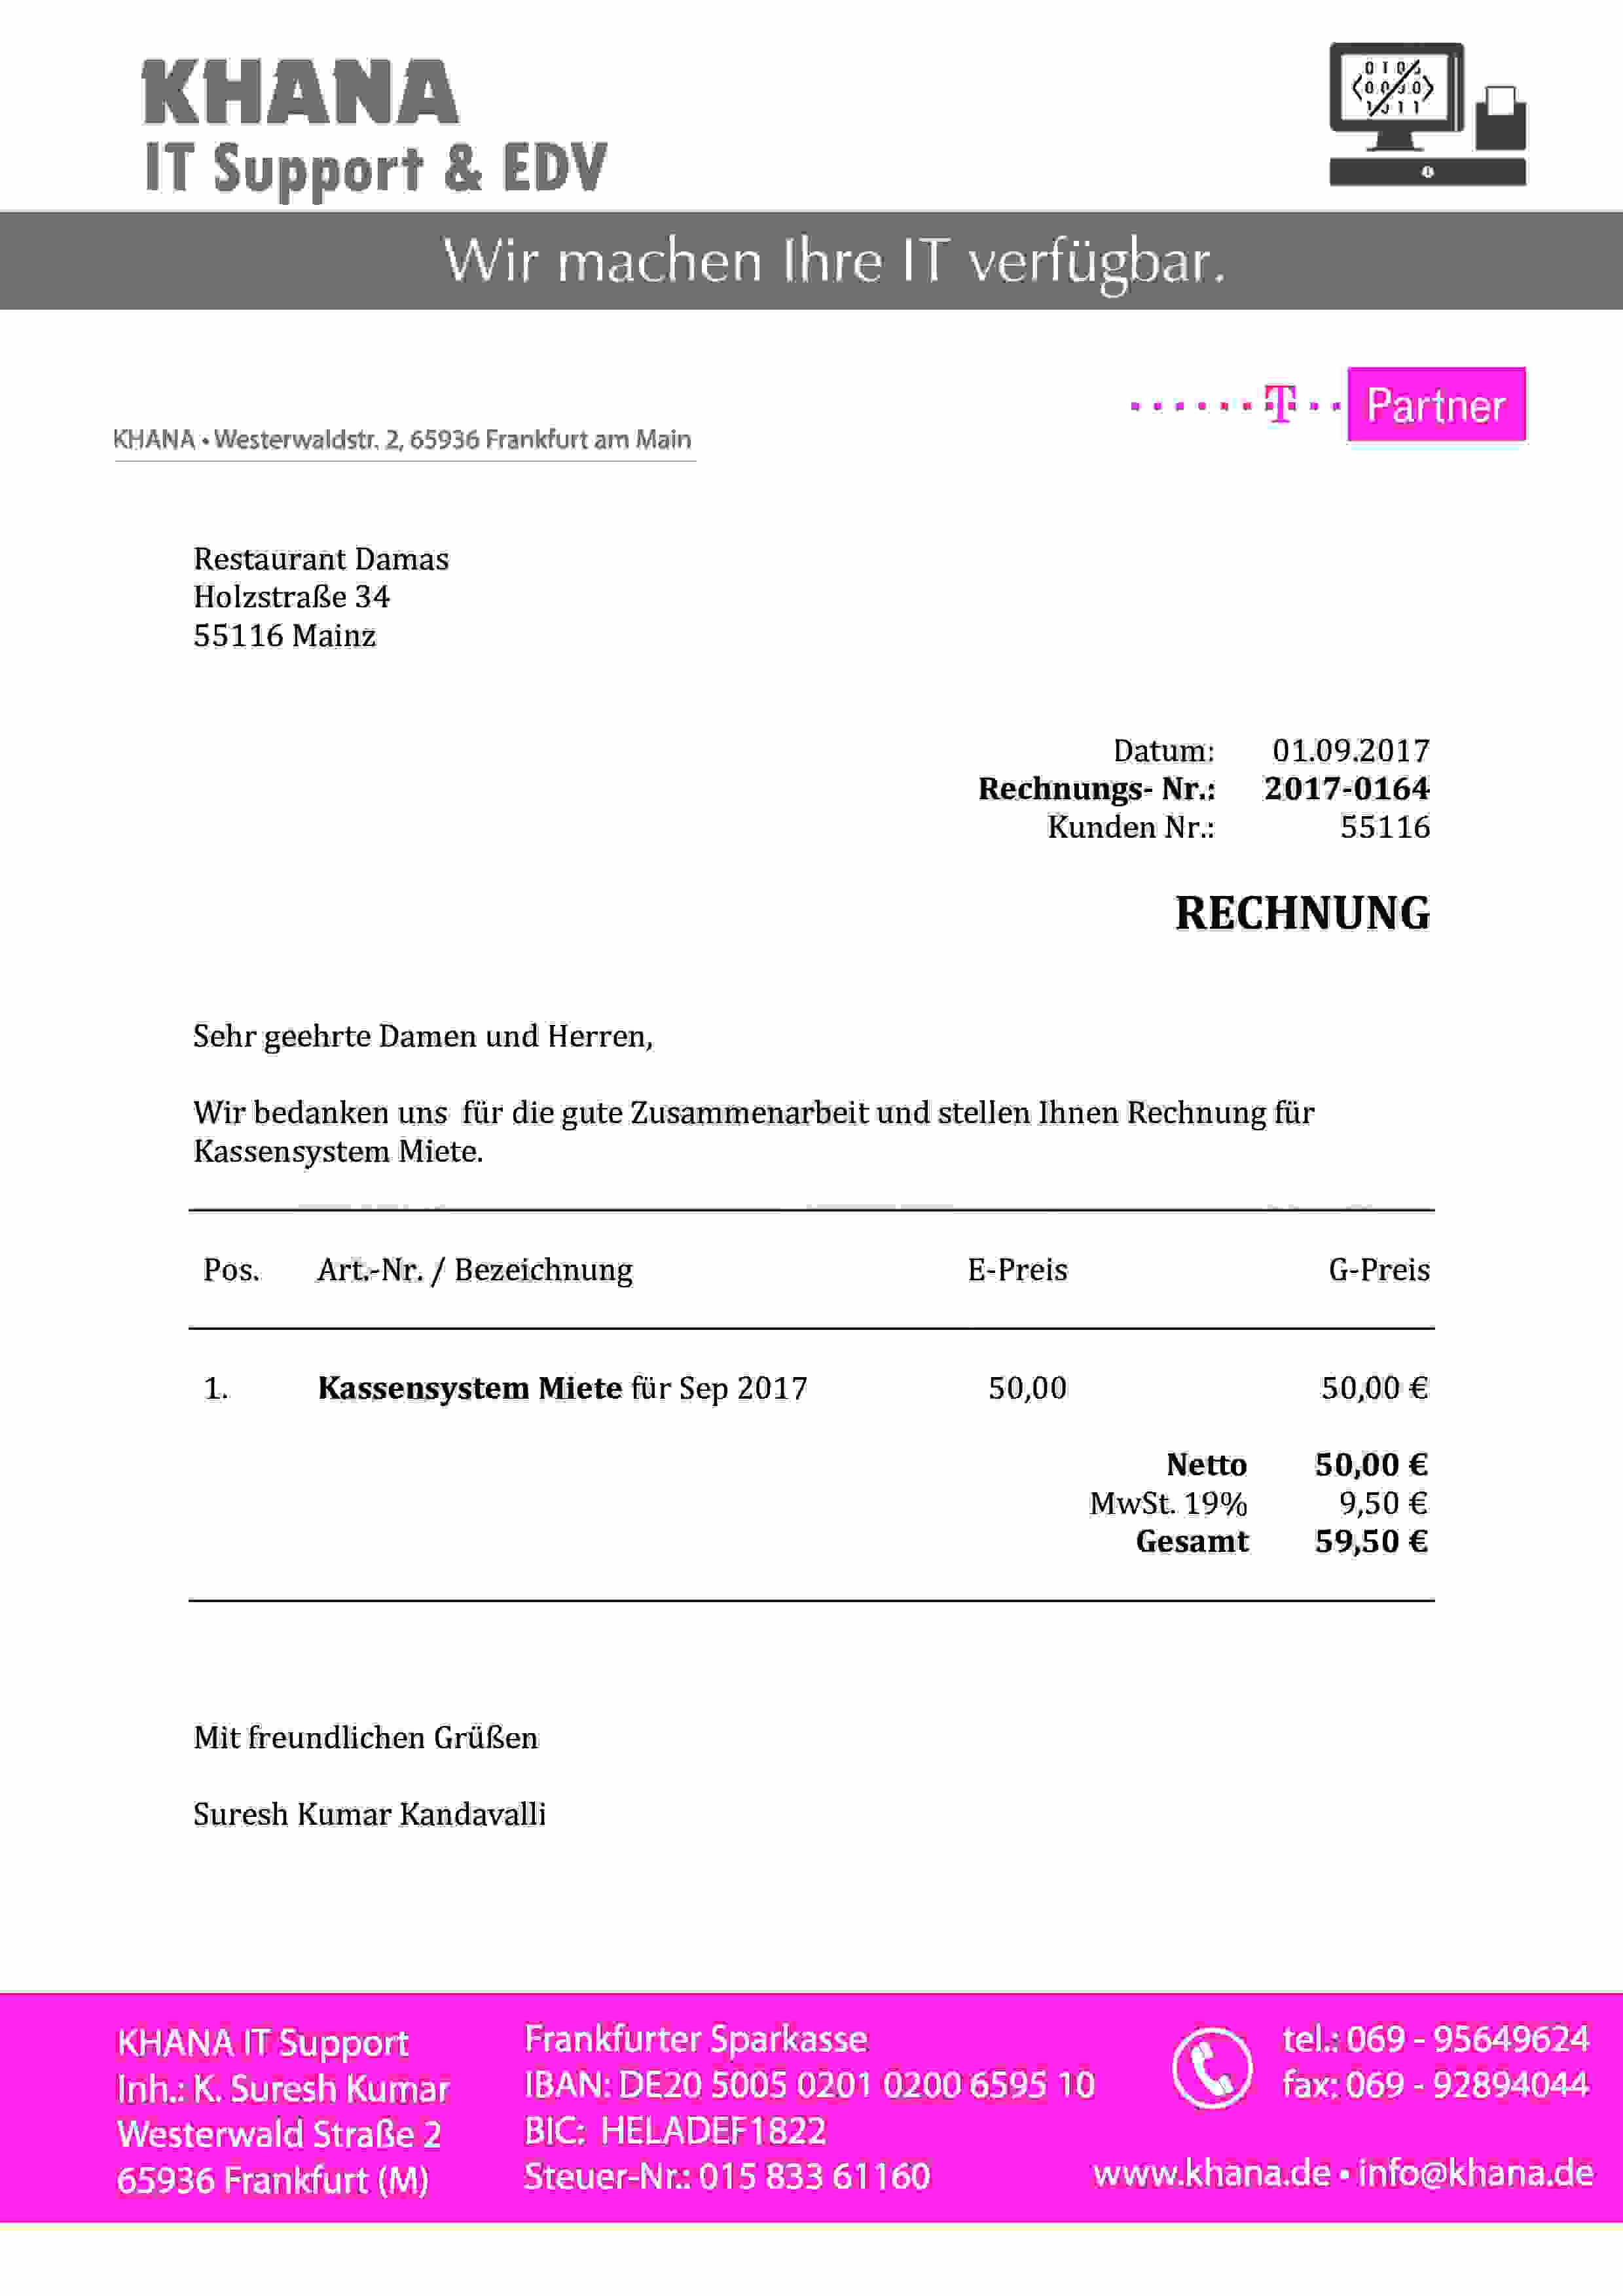 KHANA
IT Support & EDV
Wir machen Ihre IT verfügbar.
T Partner
KHANA • Westerwaldstr. 2, 65936 Frankfurt am Main
Restaurant Damas
Holzstraße 34
55116 Mainz
Datum: 01.09.2017
Rechnungs- Nr.: 2017-0164
Kunden Nr.: 55116
RECHNUNG
Sehr geehrte Damen und Herren,
Wir bedanken uns für die gute Zusammenarbeit und stellen Ihnen Rechnung für
Kassensystem Miete.
Pos. Art.-Nr. / Bezeichnung E-Preis G-Preis
1. Kassensystem Miete für Sep 2017 50,00 50,00 €
Netto 50,00 €
MwSt. 19% 9,50 €
Gesamt 59,50 €
Mit freundlichen Grüßen
Suresh Kumar Kandavalli
KHANA IT Support
Inh.: K. Suresh Kumar
Westerwald Straße 2
65936 Frankfurt (M)
Frankfurter Sparkasse
IBAN: DE20 5005 0201 0200 6595 10
BIC: HELADEF1822
Steuer-Nr.: 015 833 61160
tel.: 069 - 95649624
fax: 069 - 92894044
www.khana.de • info@khana.de